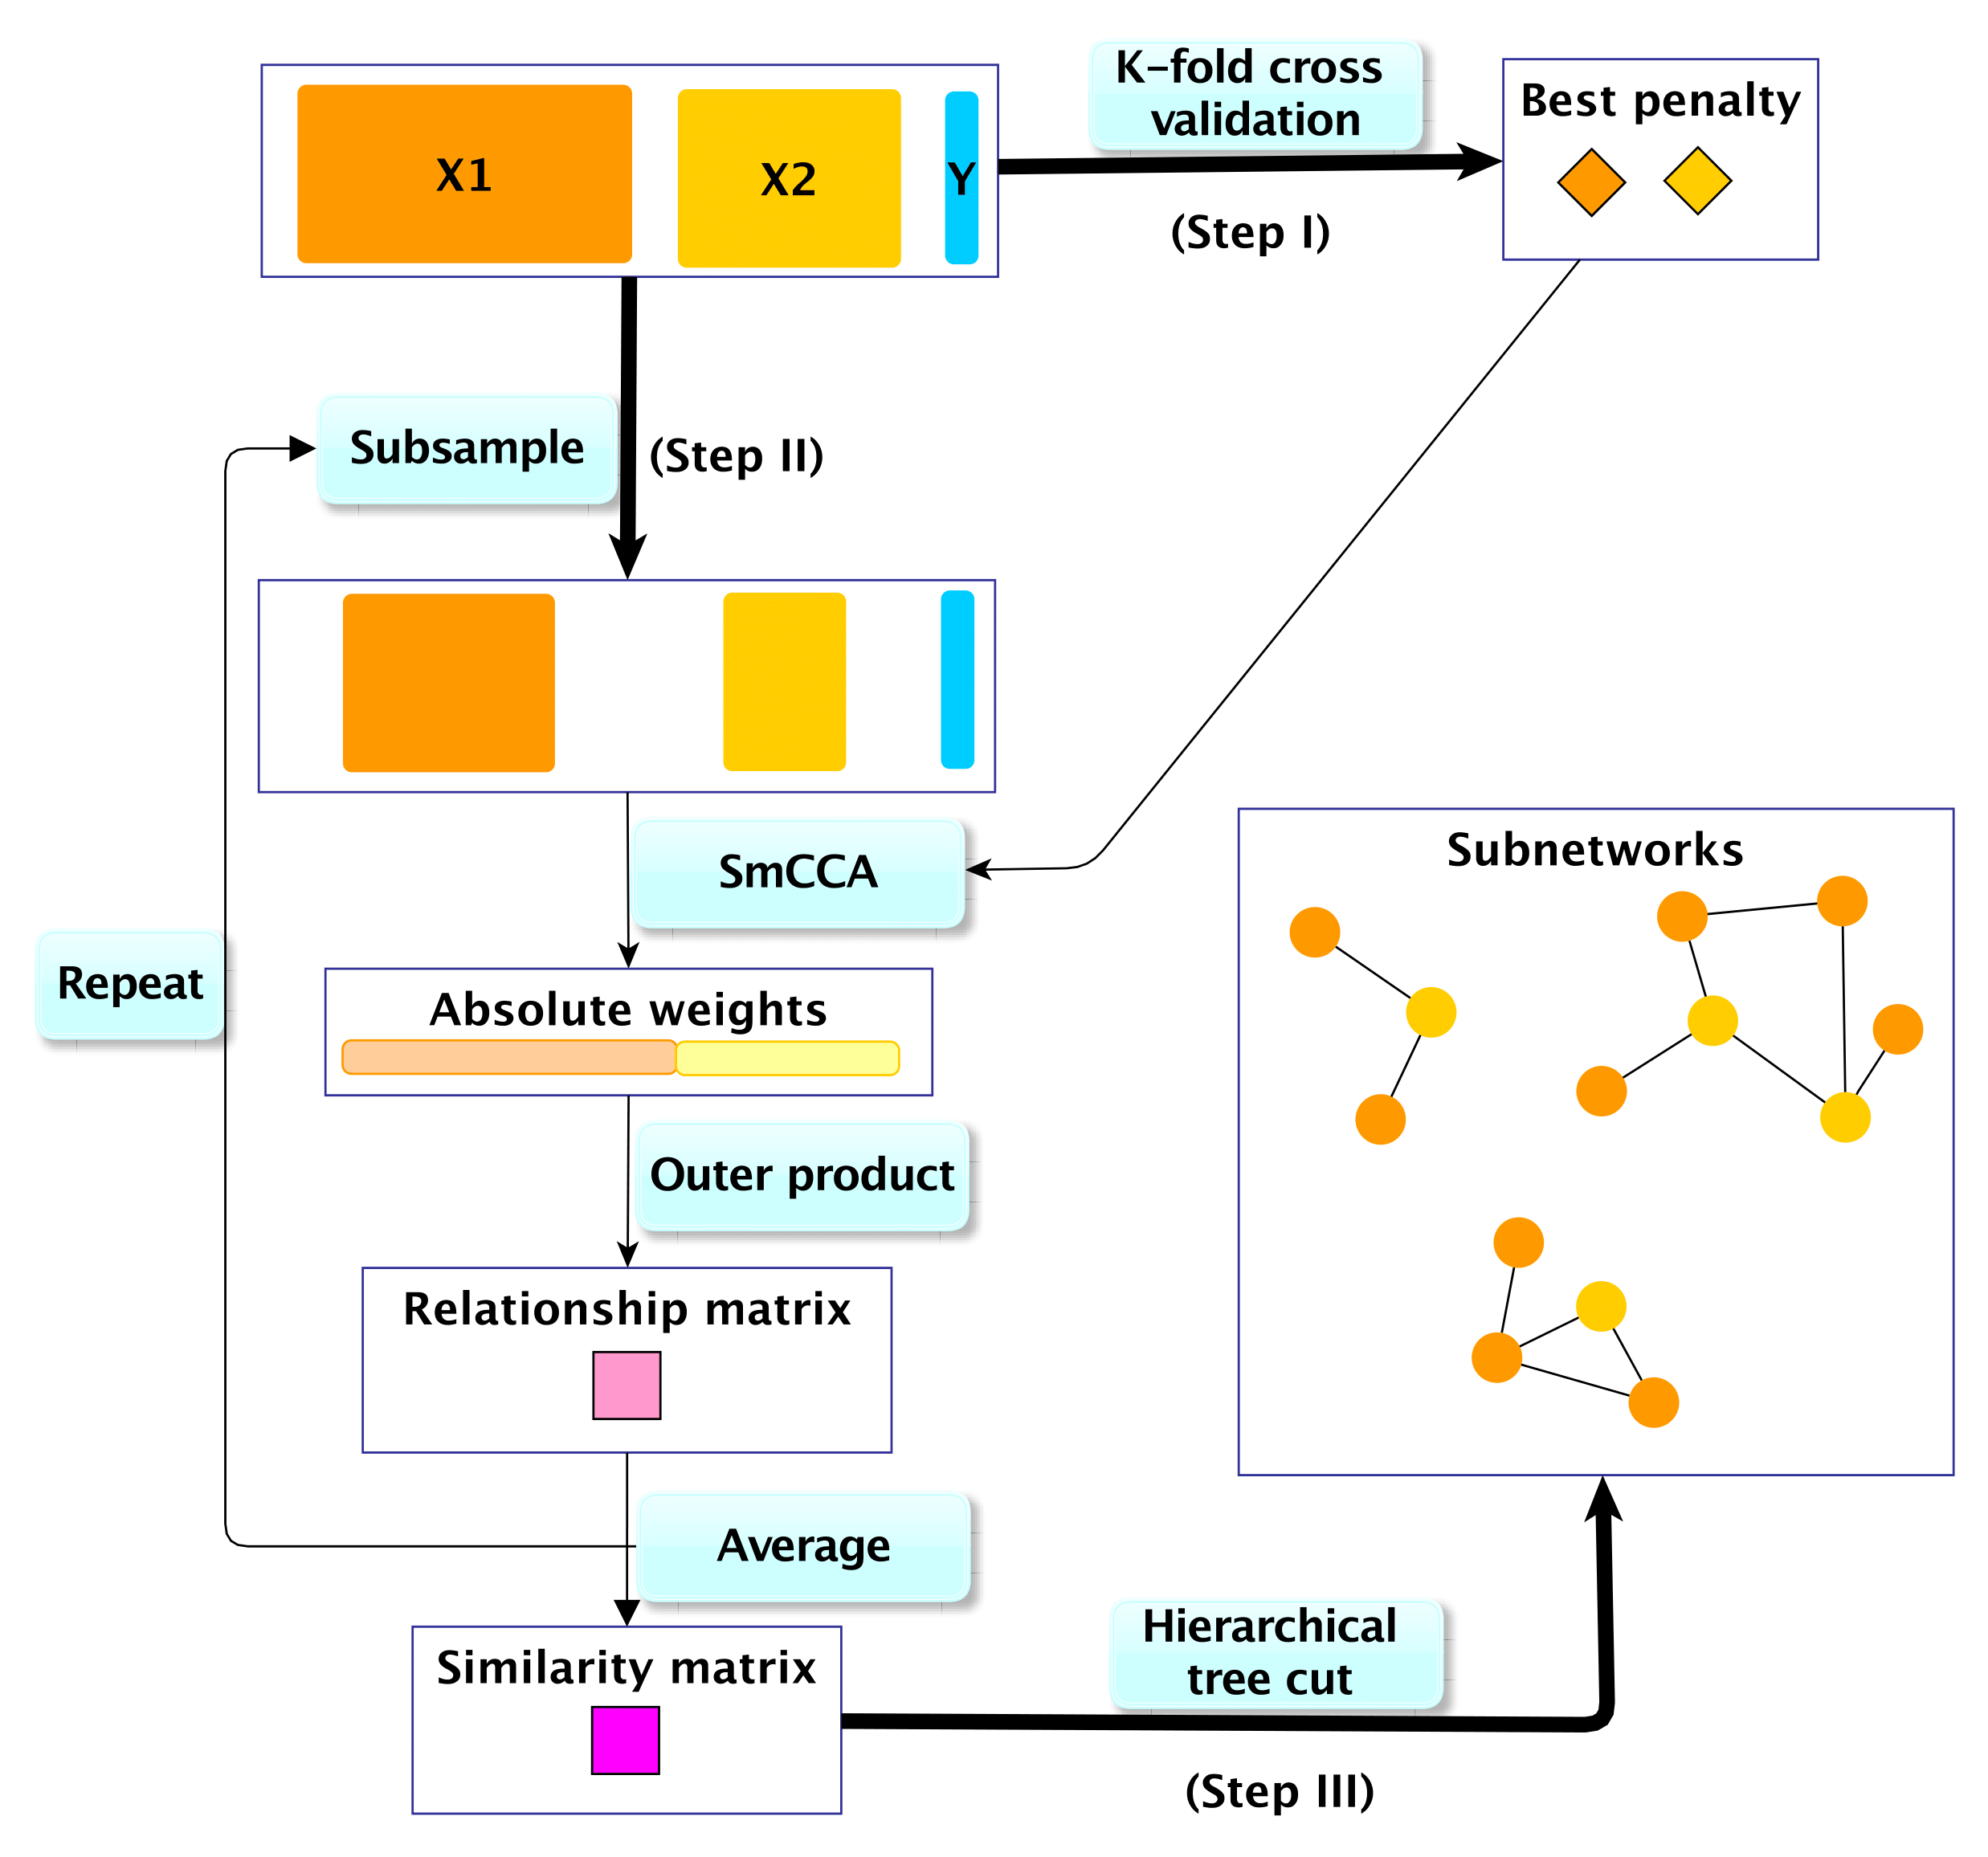 X1
X2
Y
K-fold cross
validation
(Step I)
Best penalty
Subsample
(Step II)
SmCCA
Repeat
Absolute weights
Outer product
Relationship matrix
Average
Similarity matrix
Subnetworks
Hierarchical
tree cut
(Step III)